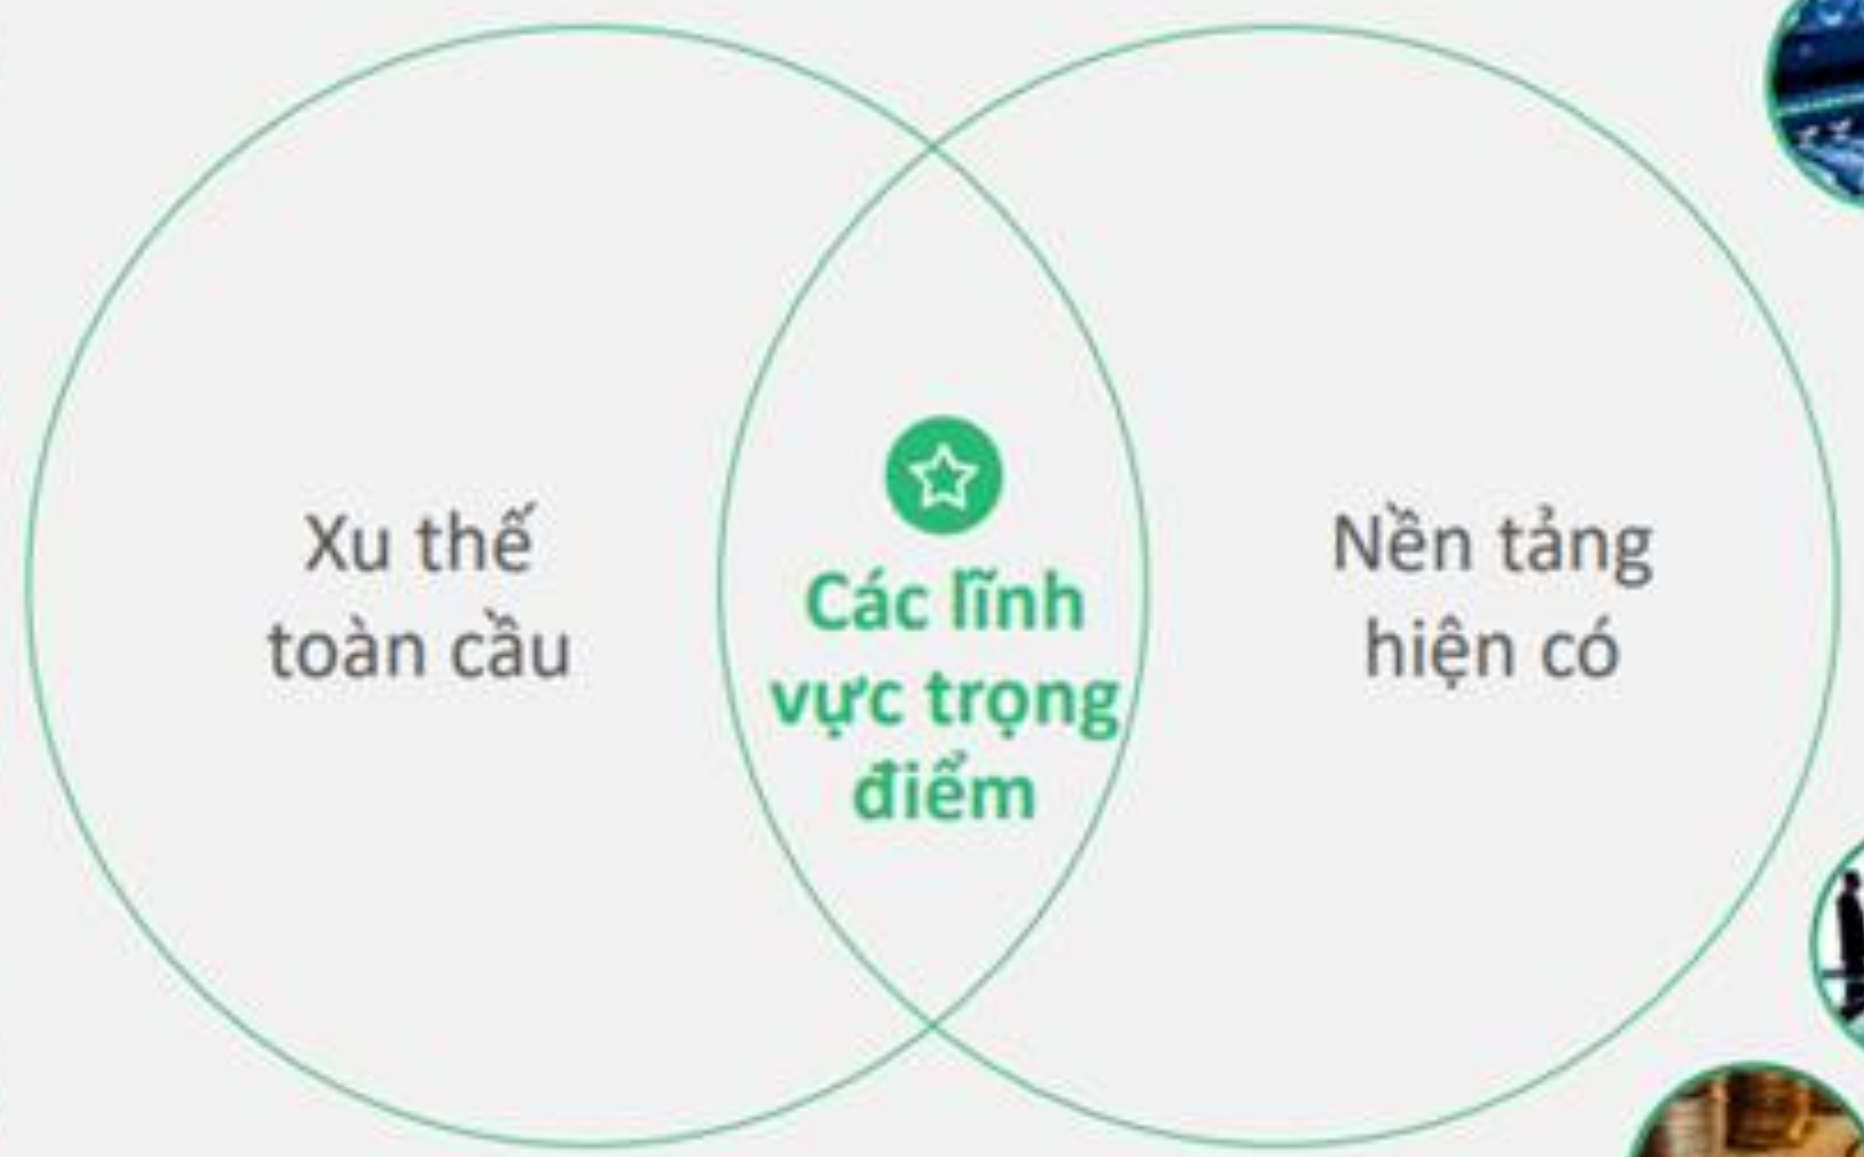 Xu thế
toàn cầu
Các lĩnh
vực trọng
điểm
Nền tảng
hiện có